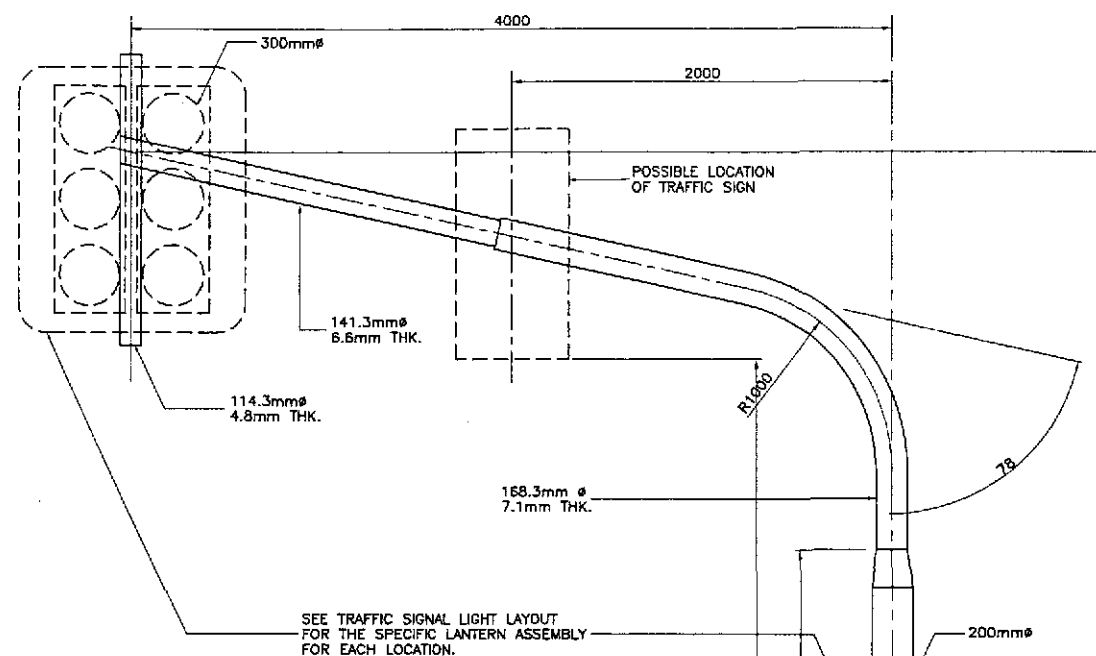 4000
300mmø
2000
POSSIBLE LOCATION
OF TRAFFIC SIGN
141.3mmø
6.6mm THK.
114.3mmø
4.8mm THK.
R1000
78
168.3mm ø
7.1mm THK.
SEE TRAFFIC SIGNAL LIGHT LAYOUT
FOR THE SPECIFIC LANTERN ASSEMBLY
FOR EACH LOCATION.
200mmø